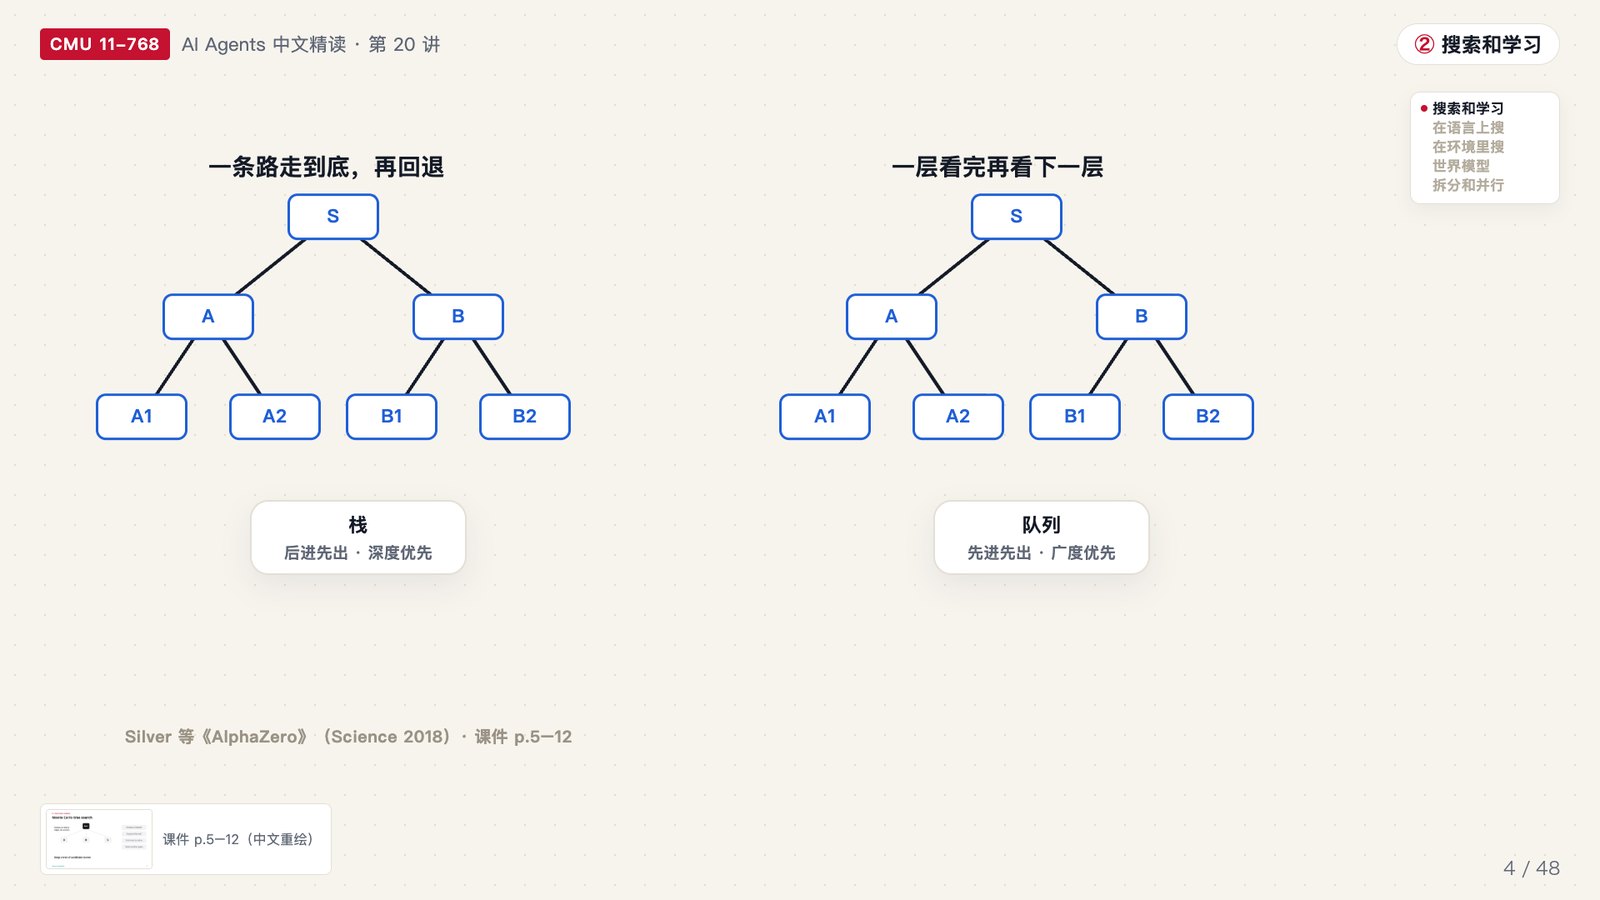 CMU 11-768 AI Agents 中文精读 · 第 20 讲
② 搜索和学习
搜索和学习
在语言上搜
在环境里搜
世界模型
拆分和并行
一条路走到底，再回退
S
A
B
A1
A2
B1
B2
栈
后进先出 · 深度优先
一层看完再看下一层
S
A
B
A1
A2
B1
B2
队列
先进先出 · 广度优先
Silver 等《AlphaZero》（Science 2018）· 课件 p.5–12
课件 p.5–12（中文重绘）
4 / 48